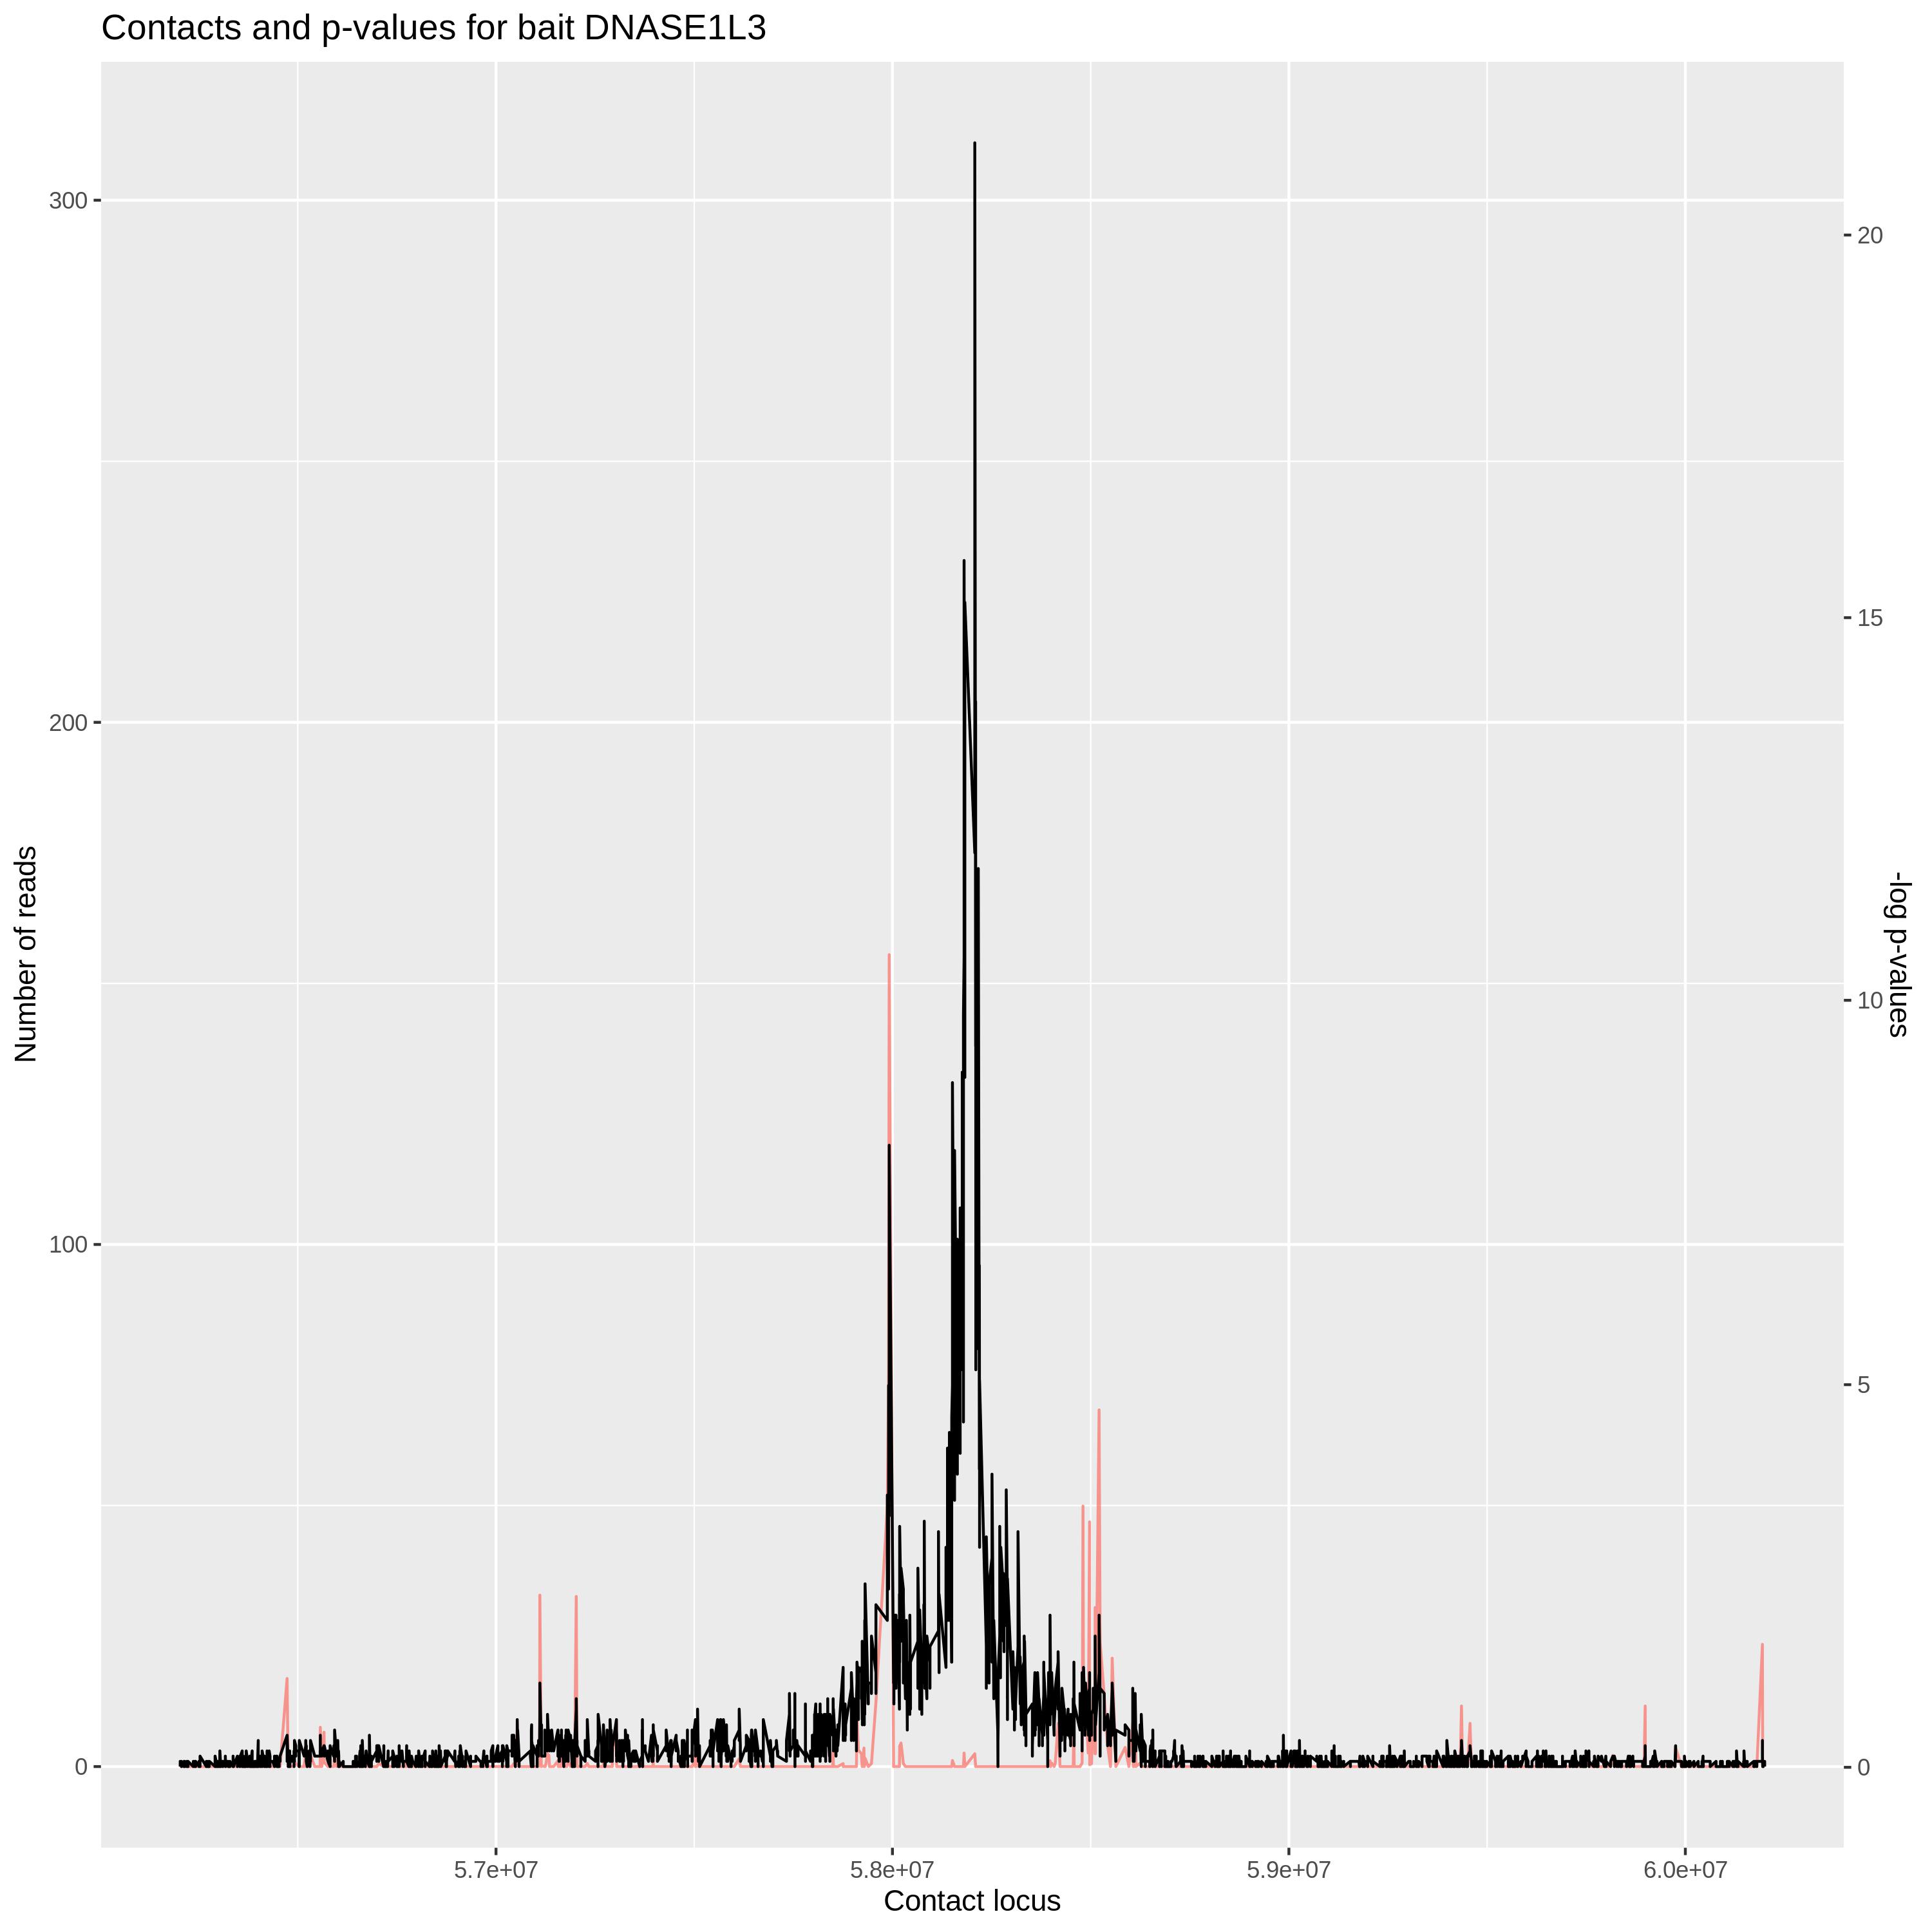 Contacts and p-values for bait DNASE1L3
300
200
100
0
Number of reads
20
15
10
5
0
-log p-values
5.7e+07
5.8e+07
5.9e+07
6.0e+07
Contact locus